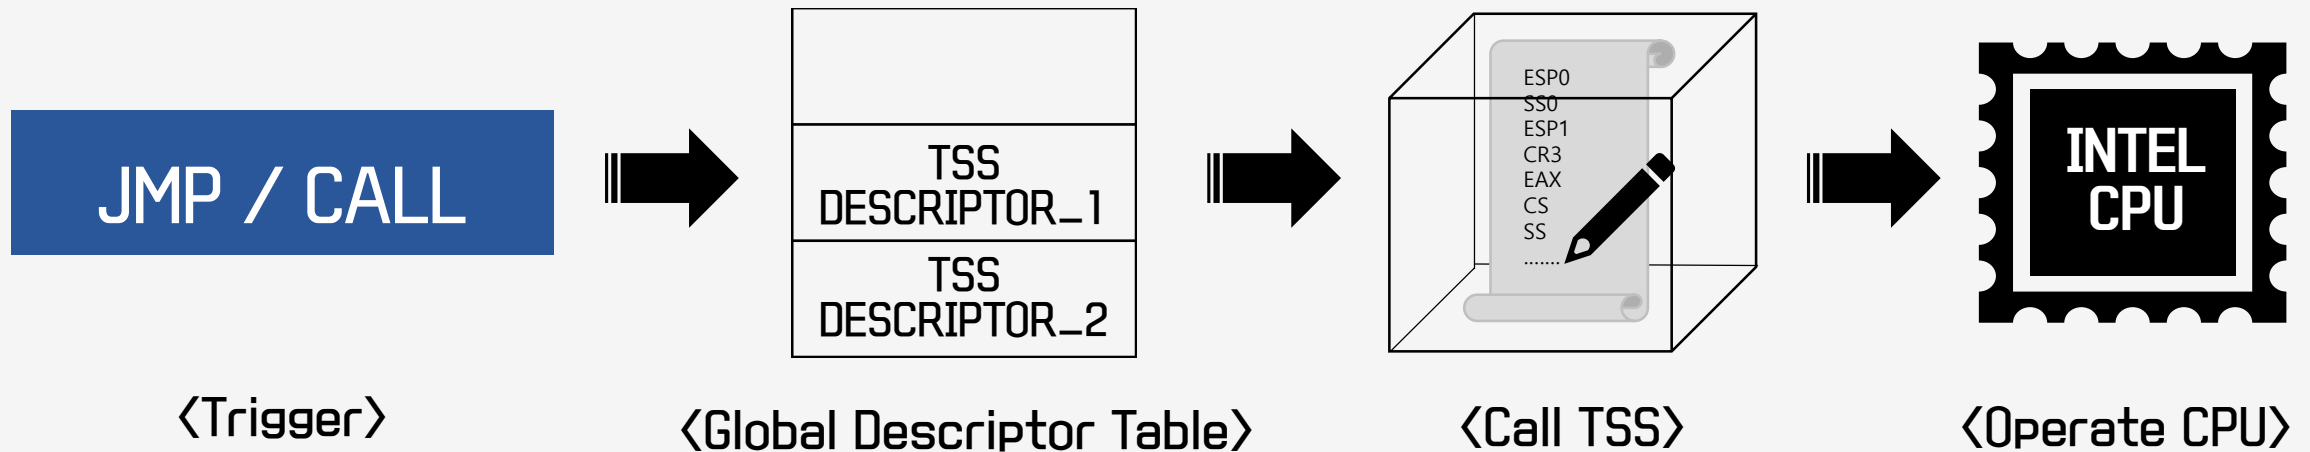 JMP / CALL
TSS
DESCRIPTOR_1
TSS
DESCRIPTOR_2
ESP0
SS0
ESP1
CR3
EAX
CS
SS
.......
INTEL
CPU
<Trigger>
<Global Descriptor Table>
<Call TSS>
<Operate CPU>